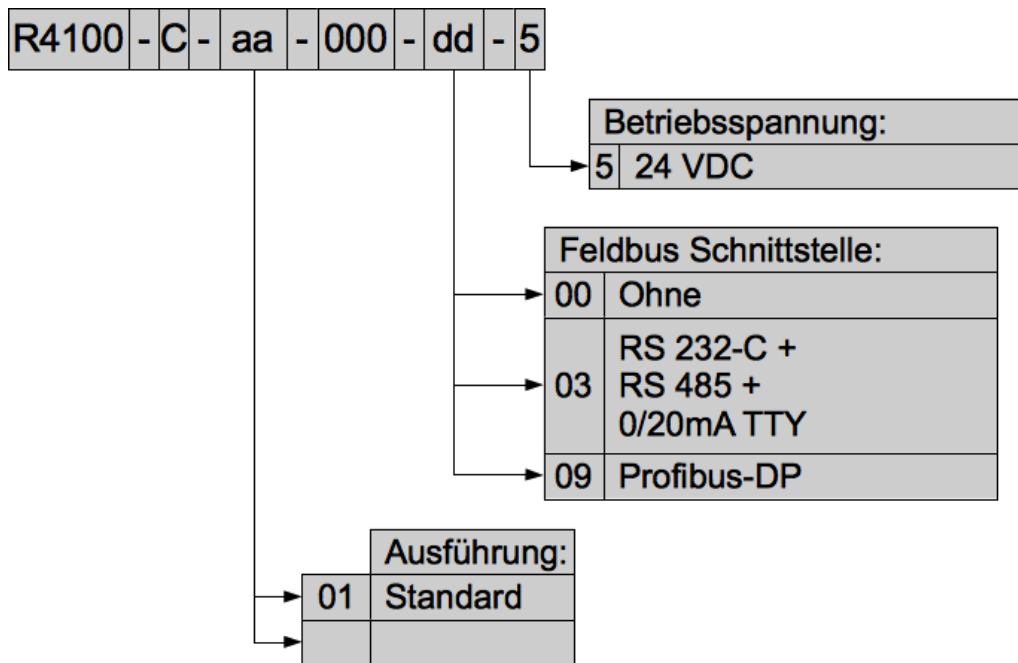 R4100 - C - aa - 000 - dd - 5
Betriebsspannung:
5 24 VDC
Feldbus Schnittstelle:
00 Ohne
03 RS 232-C +
RS 485 +
0/20mA TTY
09 Profibus-DP
Ausführung:
01 Standard